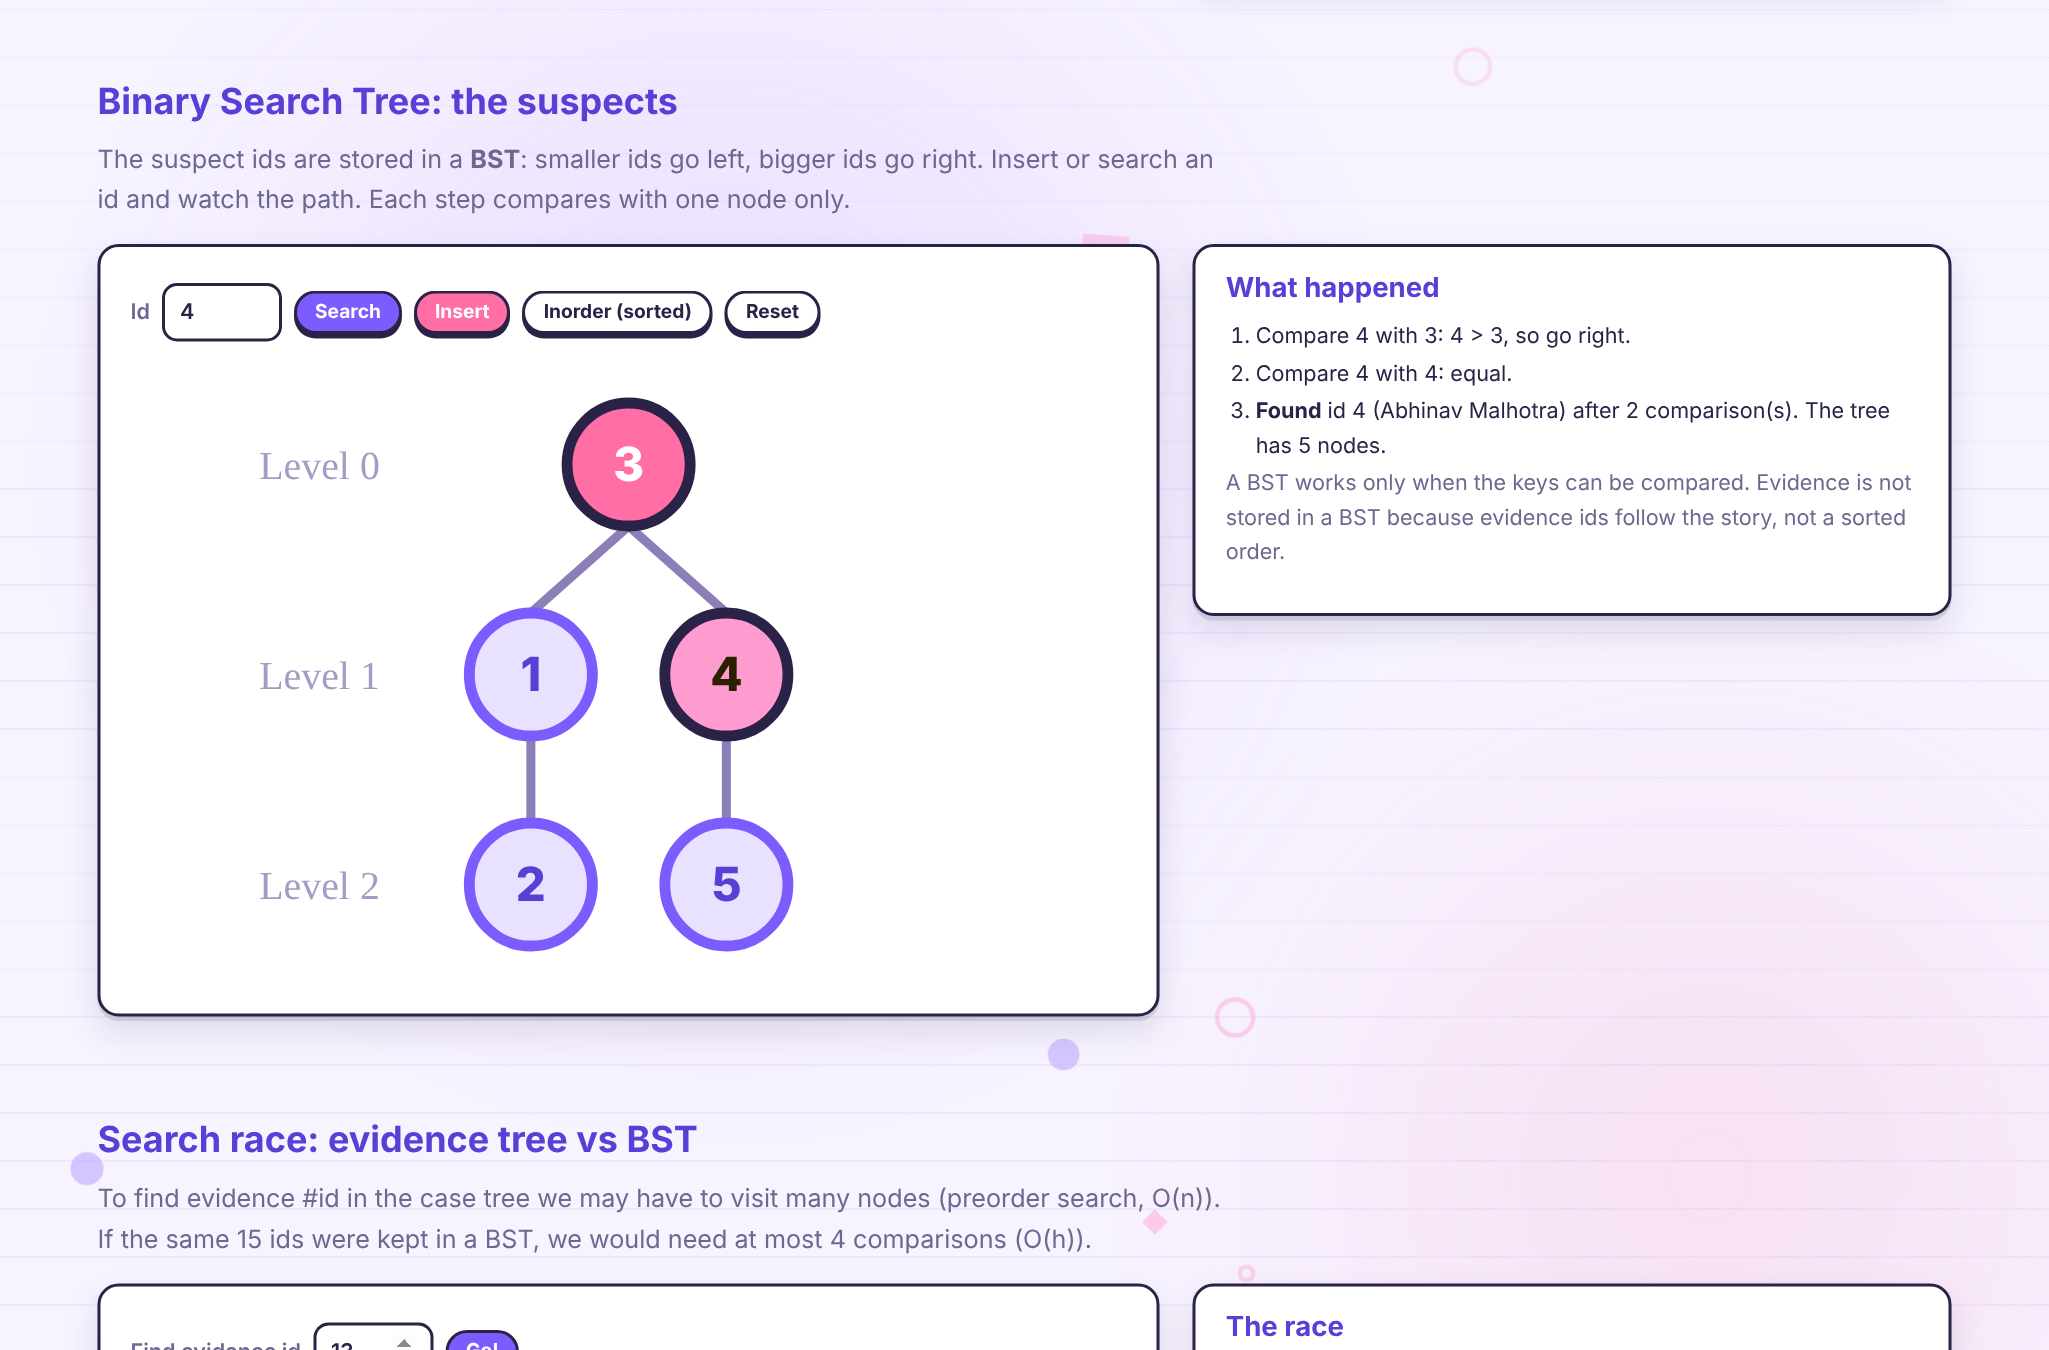 Binary Search Tree: the suspects
The suspect ids are stored in a BST: smaller ids go left, bigger ids go right. Insert or search an
id and watch the path. Each step compares with one node only.
Id 4 Search Insert Inorder (sorted) Reset
Level 0 3
Level 1 1 4
Level 2 2 5
What happened
1. Compare 4 with 3: 4 > 3, so go right.
2. Compare 4 with 4: equal.
3. Found id 4 (Abhinav Malhotra) after 2 comparison(s). The tree
has 5 nodes.
A BST works only when the keys can be compared. Evidence is not
stored in a BST because evidence ids follow the story, not a sorted
order.
Search race: evidence tree vs BST
To find evidence #id in the case tree we may have to visit many nodes (preorder search, O(n)).
If the same 15 ids were kept in a BST, we would need at most 4 comparisons (O(h)).
Find evidence id Go!
The race